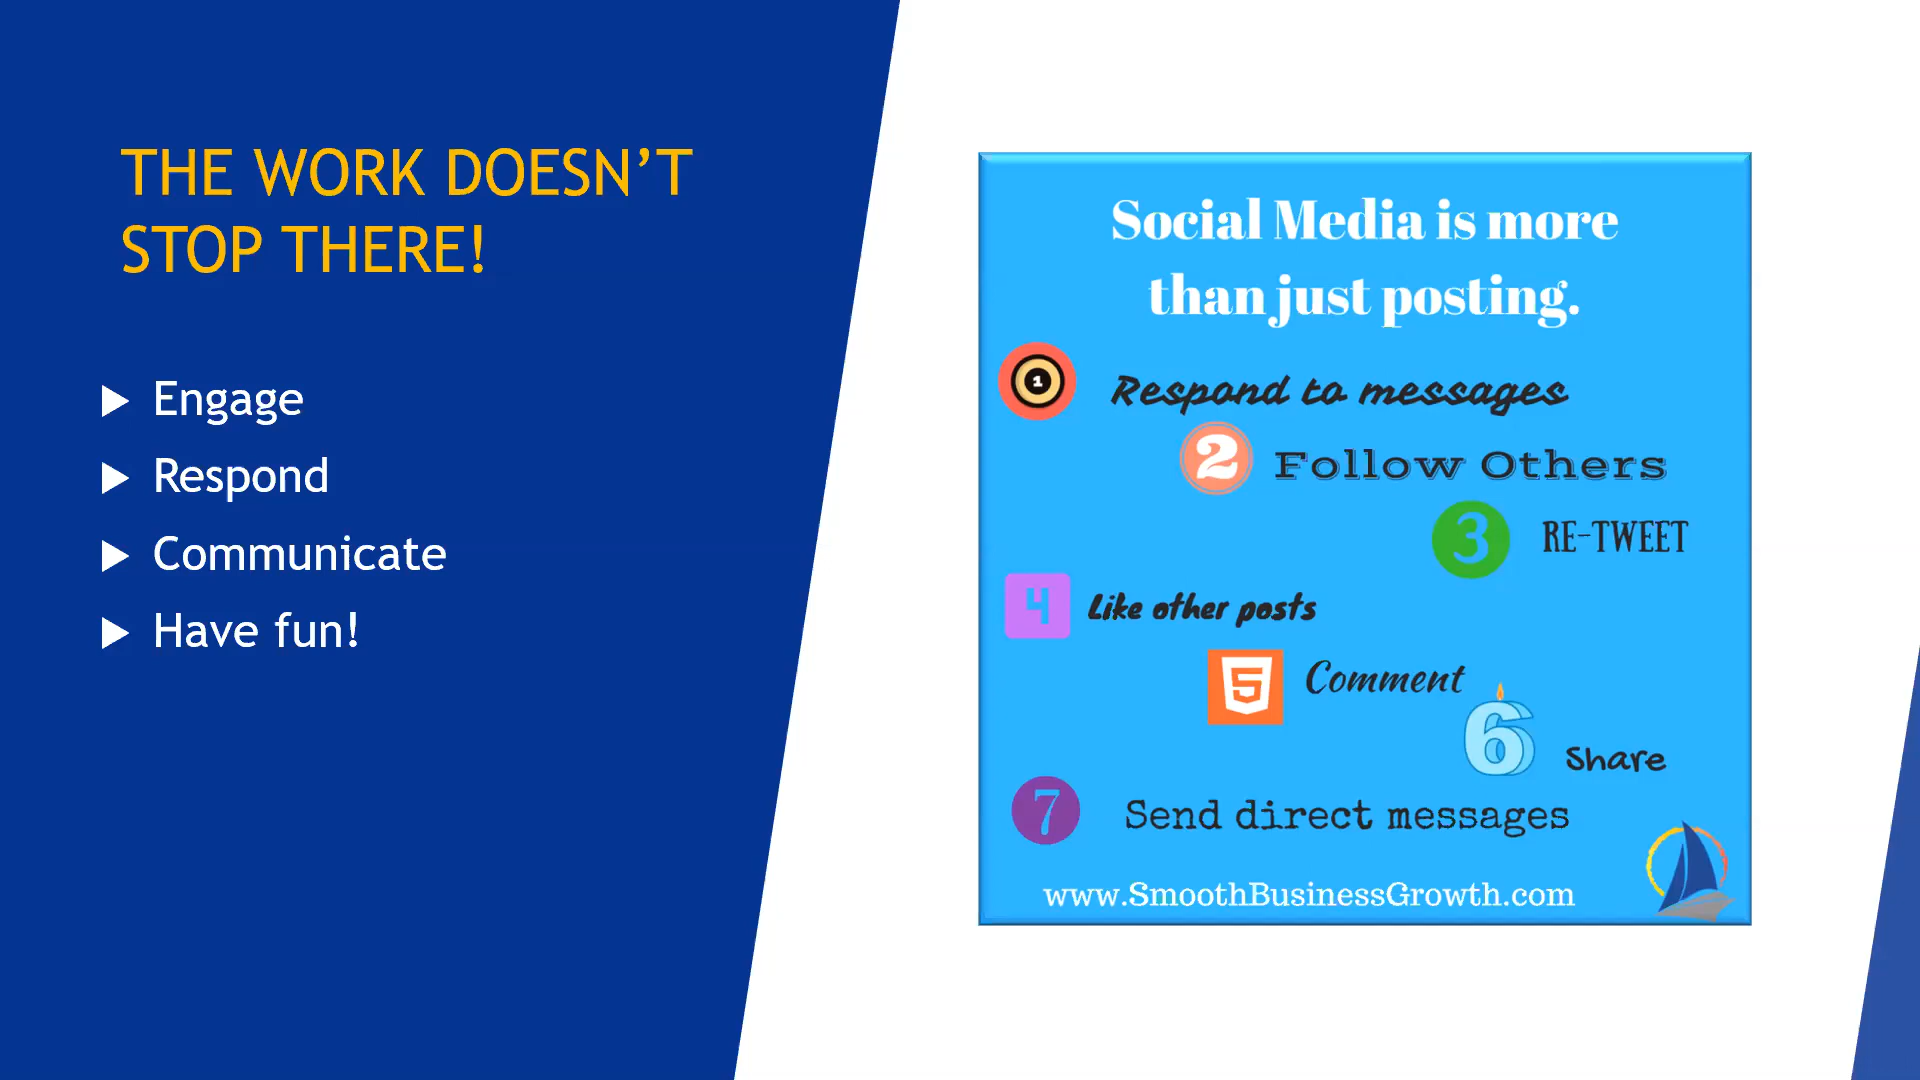 THE WORK DOESN’T
STOP THERE!
Engage
Respond
Communicate
Have fun!
Social Media is more
than just posting.
1 Respond to messages
2 Follow Others
3 RE-TWEET
4 Like other posts
5 Comment
6 Share
7 Send direct messages
www.SmoothBusinessGrowth.com